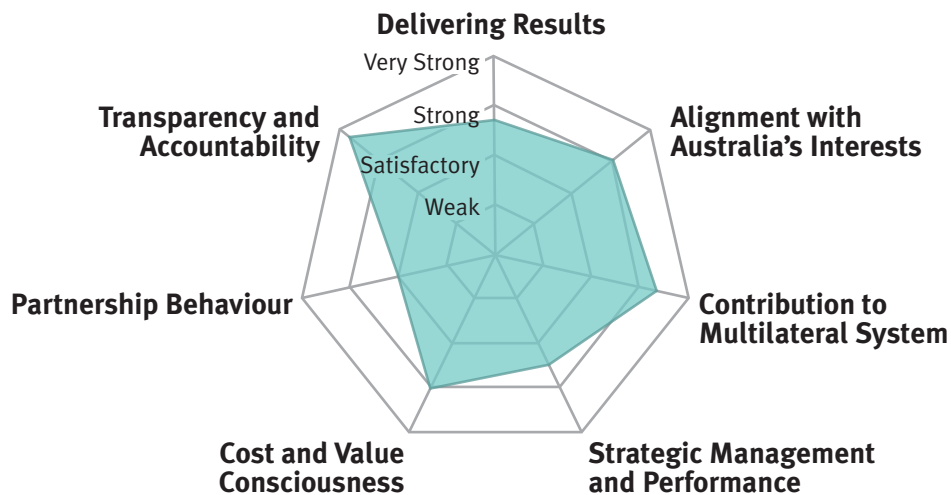 Delivering Results
Very Strong
Strong
Satisfactory
Weak
Transparency and
Accountability
Alignment with
Australia’s Interests
Partnership Behaviour
Contribution to
Multilateral System
Cost and Value
Consciousness
Strategic Management
and Performance